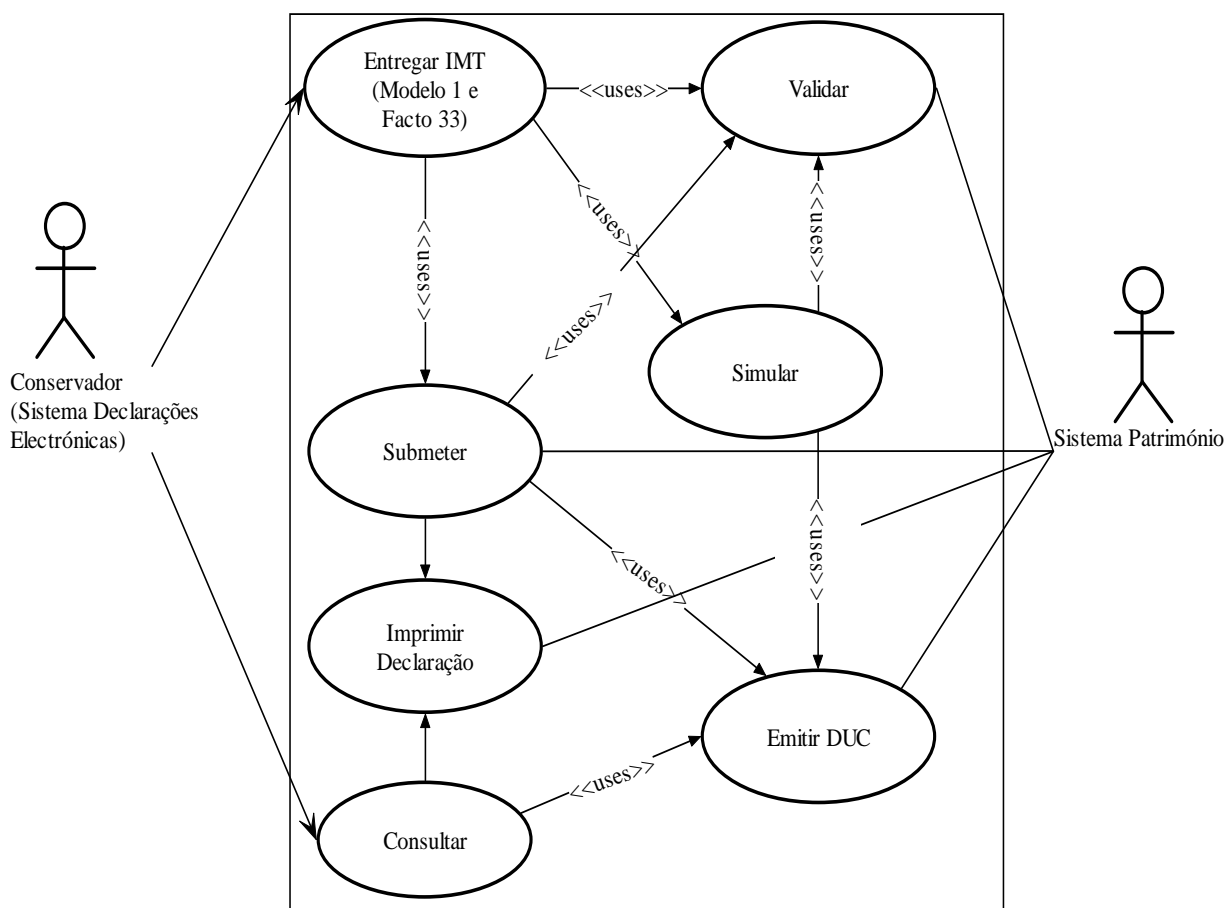 Entregar IMT
(Modelo 1 e
Facto 33)
<<uses>>
Validar
<<uses>>
<<uses>>
<<uses>>
<<uses>>
Conservador
(Sistema Declarações
Electrónicas)
Simular
Sistema Património
Submeter
<<uses>>
<<uses>>
Imprimir
Declaração
Emitir DUC
<<uses>>
Consultar